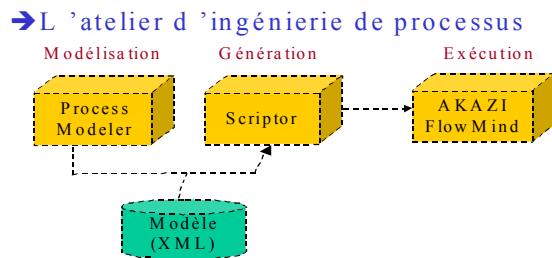 ➔L 'atelier d 'ingénierie de processus
Modélisation Génération Exécution
Process Modeler
Scriptor
AKAZI FlowMind
Modèle (XML)